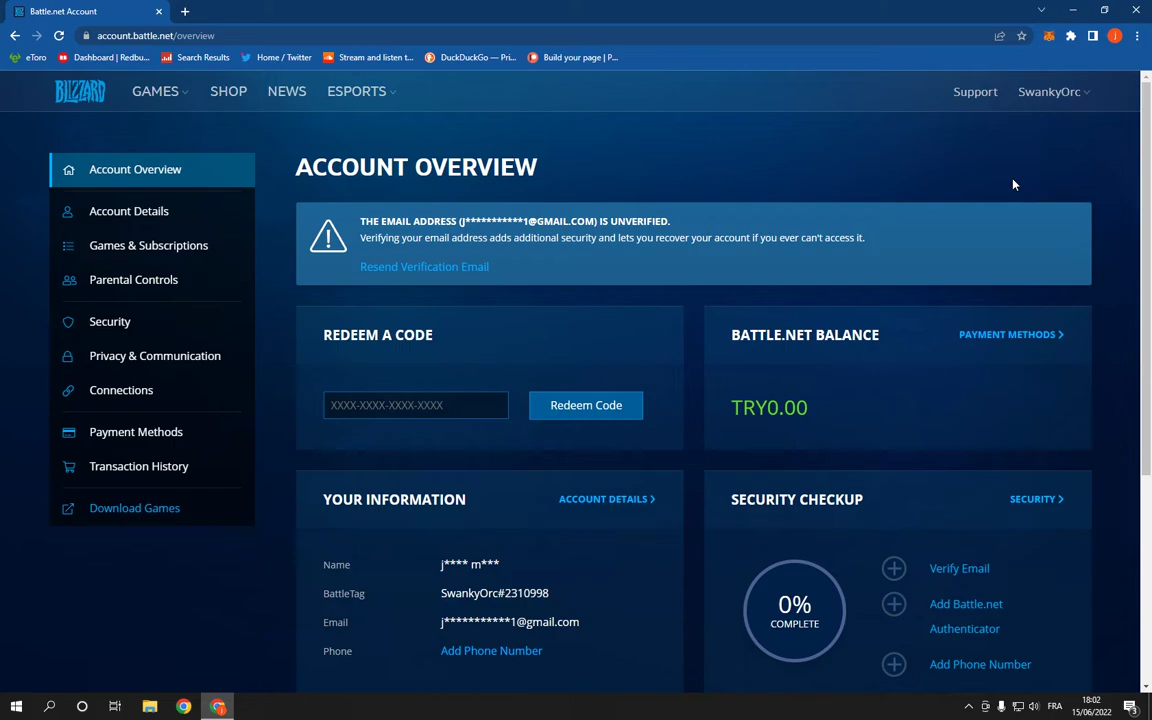 Battle.net Account
account.battle.net/overview
eToro
Dashboard | Redbu...
Search Results
Home / Twitter
Stream and listen t...
DuckDuckGo — Pri...
Build your page | P...
BLIZZARD
GAMES
SHOP
NEWS
ESPORTS
Support
SwankyOrc
Account Overview
Account Details
Games & Subscriptions
Parental Controls
Security
Privacy & Communication
Connections
Payment Methods
Transaction History
Download Games
ACCOUNT OVERVIEW
THE EMAIL ADDRESS (J***********1@GMAIL.COM) IS UNVERIFIED.
Verifying your email address adds additional security and lets you recover your account if you ever can't access it.
Resend Verification Email
REDEEM A CODE
XXXX-XXXX-XXXX-XXXX
Redeem Code
BATTLE.NET BALANCE
PAYMENT METHODS
TRY0.00
YOUR INFORMATION
ACCOUNT DETAILS
Name
j**** m***
BattleTag
SwankyOrc#2310998
Email
j***********1@gmail.com
Phone
Add Phone Number
SECURITY CHECKUP
SECURITY
0%
COMPLETE
Verify Email
Add Battle.net
Authenticator
Add Phone Number
FRA
18:02
15/06/2022
3